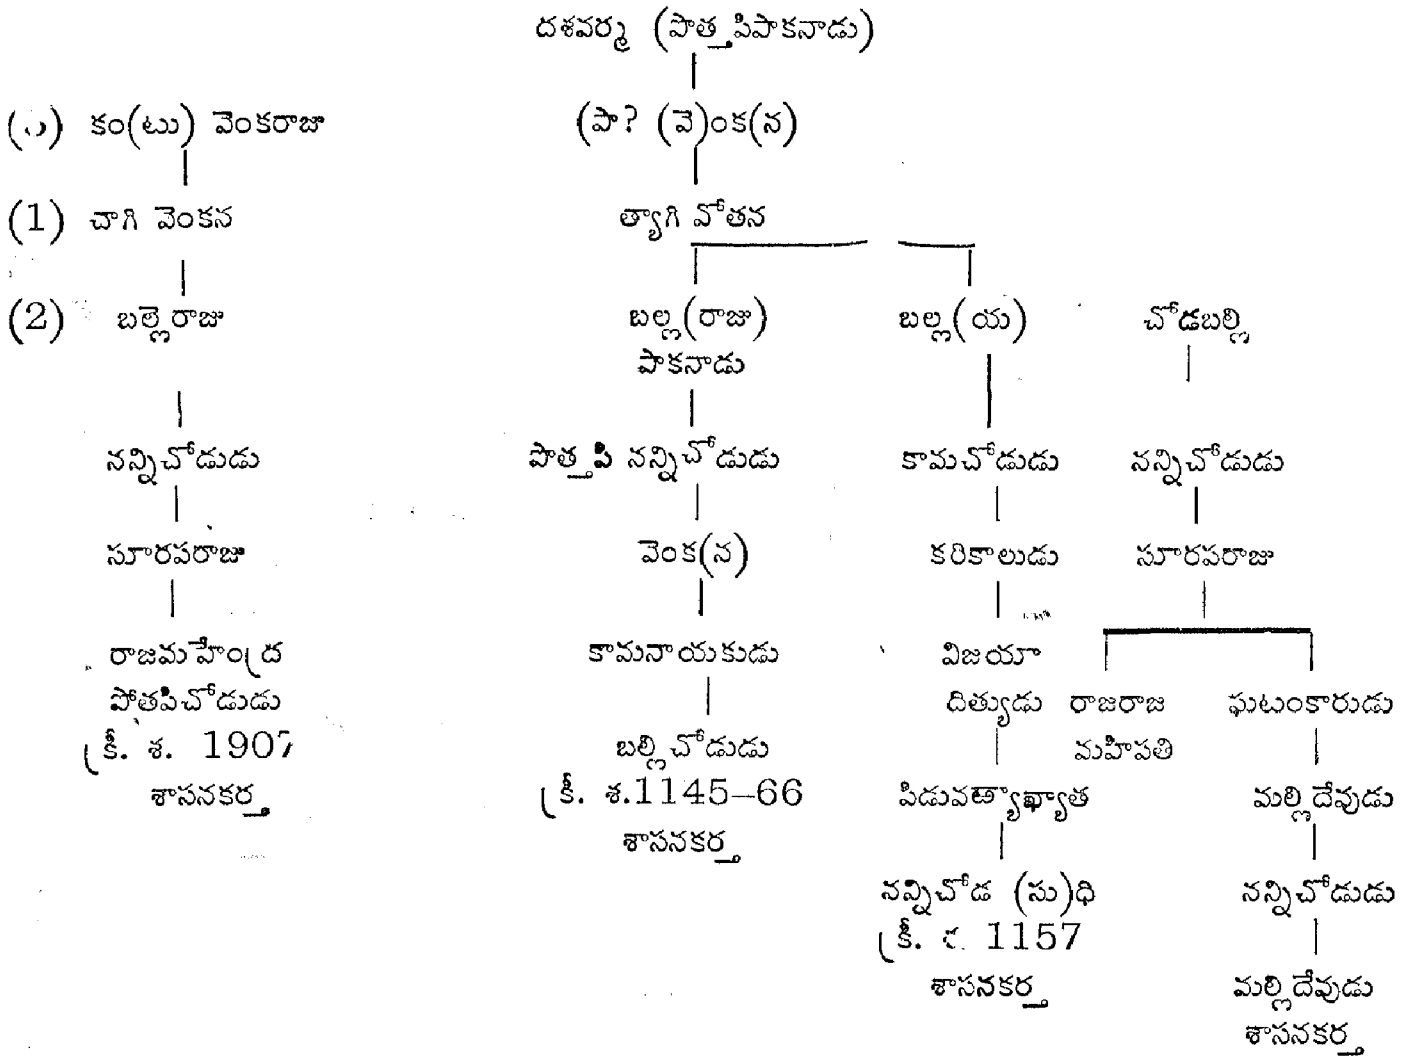 దశవర్మ (పొత్తపిపాకనాడు)
కం(టు) వెంకరాజు (పా? (వె)ంక(న)
(1) చాగి వెంకన త్యాగి వోతన
(2) బల్లెరాజు బల్ల(రాజు) బల్ల(య) చోడబల్లి
పాకనాడు
నన్నిచోడుడు పొత్తపి నన్నిచోడుడు కామచోడుడు నన్నిచోడుడు
సూరపరాజు వెంక(న) కరికాలుడు సూరపరాజు
రాజమహేంద్ర కామనాయకుడు విజయా
పోతపిచోడుడు దిత్యుడు రాజరాజ ఘటంకారుడు
క్రీ. శ. 1907 బల్లిచోడుడు మహిపతి
శాసనకర్త క్రీ. శ.1145–66 పిడువఱ్యాఖ్యాత మల్లిదేవుడు
శాసనకర్త
నన్నిచోడ (సు)ధి నన్నిచోడుడు
క్రీ. శ. 1157
శాసనకర్త మల్లిదేవుడు
శాసనకర్త